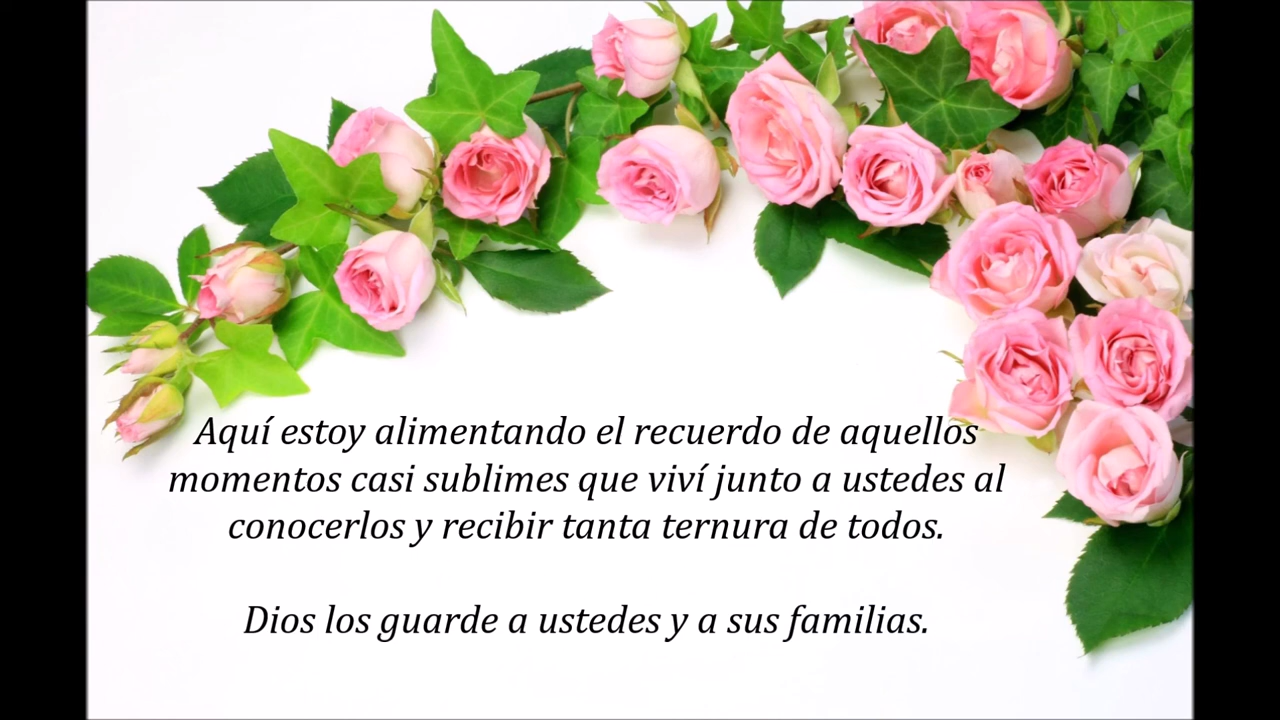 Aquí estoy alimentando el recuerdo de aquellos
momentos casi sublimes que viví junto a ustedes al
conocerlos y recibir tanta ternura de todos.
Dios los guarde a ustedes y a sus familias.